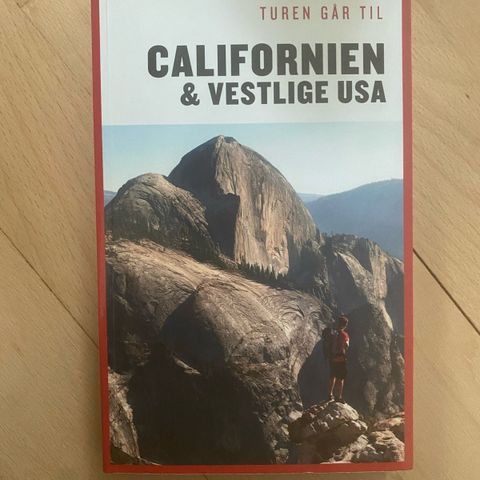 TUREN GÅR TIL
CALIFORNIEN
& VESTLIGE USA